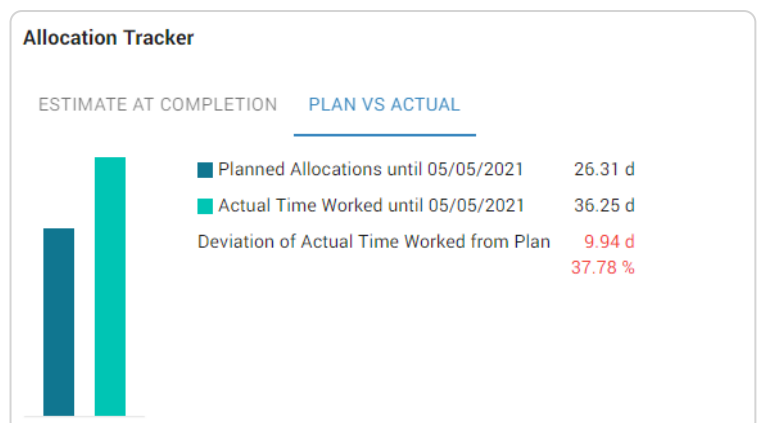 Allocation Tracker
ESTIMATE AT COMPLETION PLAN VS ACTUAL
Planned Allocations until 05/05/2021 26.31 d
Actual Time Worked until 05/05/2021 36.25 d
Deviation of Actual Time Worked from Plan 9.94 d
37.78 %